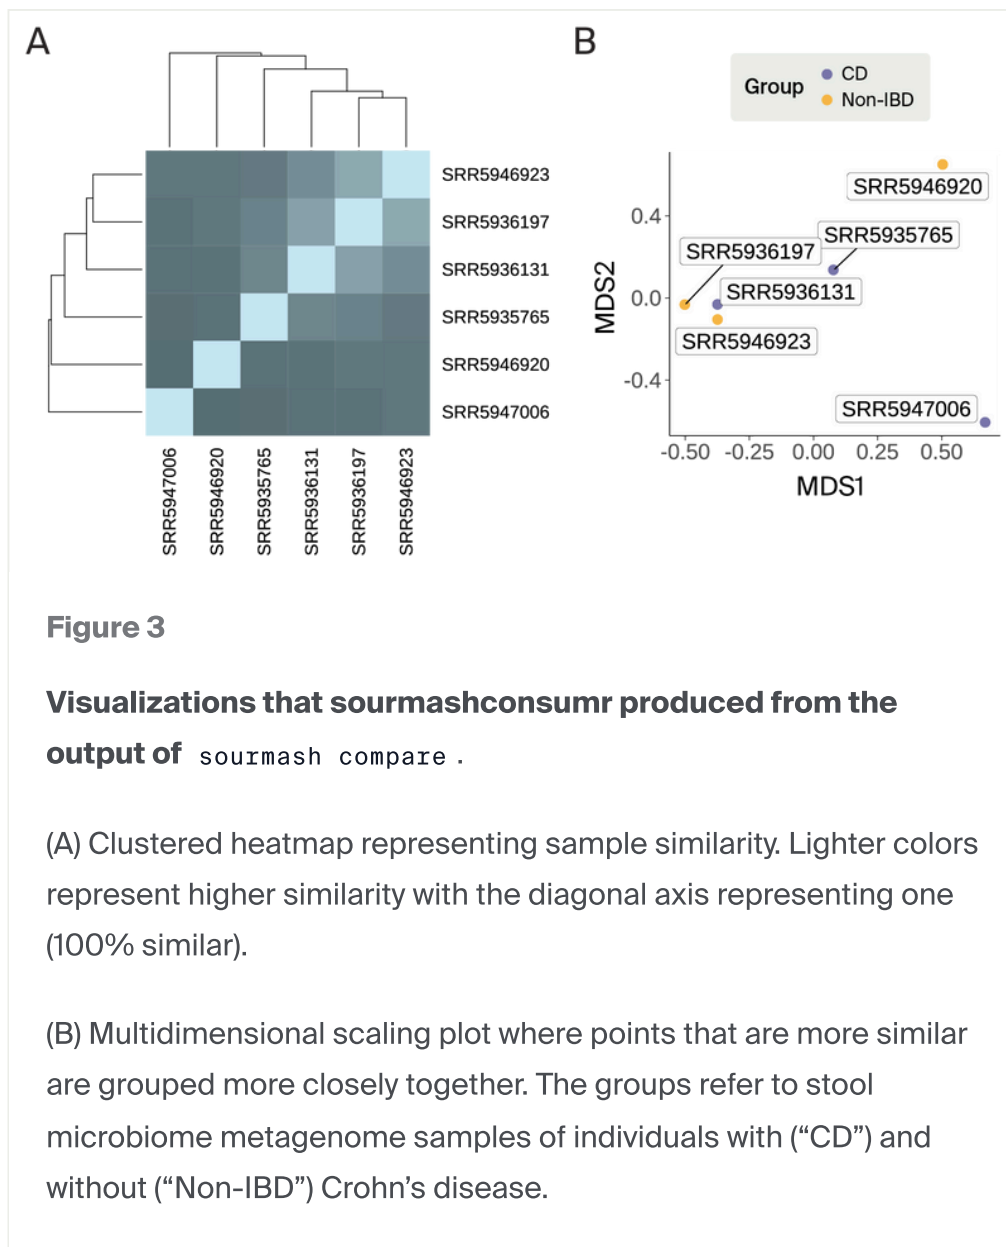 A
SRR5946923
SRR5936197
SRR5936131
SRR5935765
SRR5946920
SRR5947006
SRR5947006
SRR5946920
SRR5935765
SRR5936131
SRR5936197
SRR5946923
B
Group
CD
Non-IBD
SRR5946920
SRR5935765
SRR5936197
SRR5936131
SRR5946923
SRR5947006
MDS2
0.4
0.0
-0.4
-0.50 -0.25 0.00 0.25 0.50
MDS1
Figure 3
Visualizations that sourmashconsumr produced from the
output of sourmash compare .
(A) Clustered heatmap representing sample similarity. Lighter colors
represent higher similarity with the diagonal axis representing one
(100% similar).
(B) Multidimensional scaling plot where points that are more similar
are grouped more closely together. The groups refer to stool
microbiome metagenome samples of individuals with (“CD”) and
without (“Non-IBD”) Crohn’s disease.